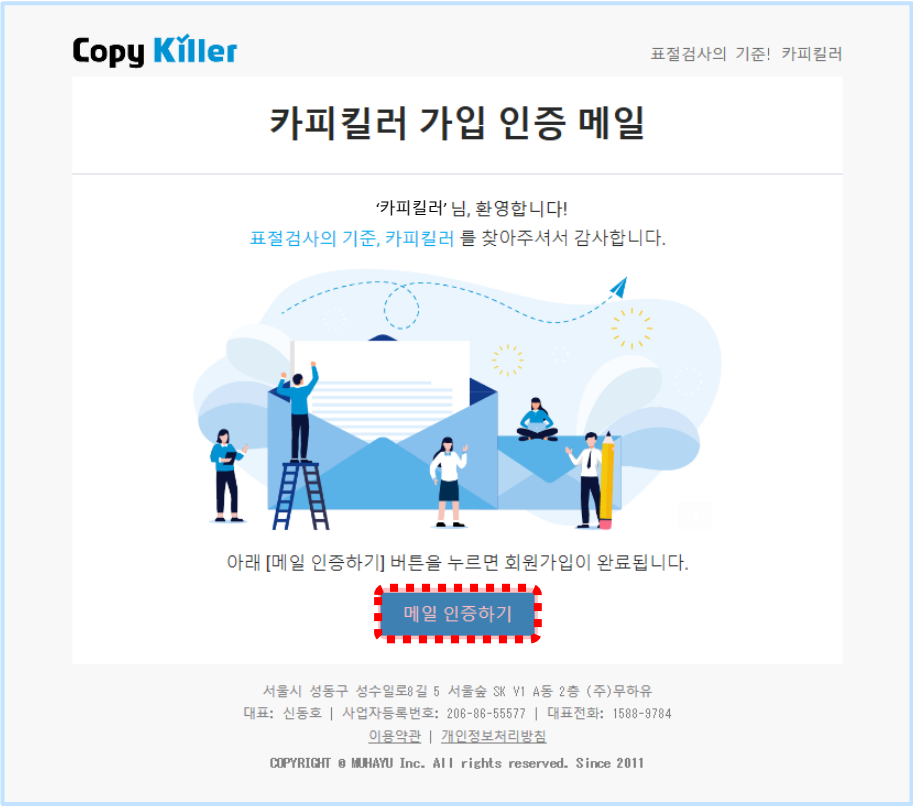 Copy Killer
표절검사의 기준! 카피킬러
카피킬러 가입 인증 메일
‘카피킬러’ 님, 환영합니다!
표절검사의 기준, 카피킬러 를 찾아주셔서 감사합니다.
아래 [메일 인증하기] 버튼을 누르면 회원가입이 완료됩니다.
메일 인증하기
서울시 성동구 성수일로8길 5 서울숲 SK V1 A동 2층 (주)무하유
대표: 신동호 | 사업자등록번호: 206-86-55577 | 대표전화: 1588-9784
이용약관 | 개인정보처리방침
COPYRIGHT @ MUHAYU Inc. All rights reserved. Since 2011